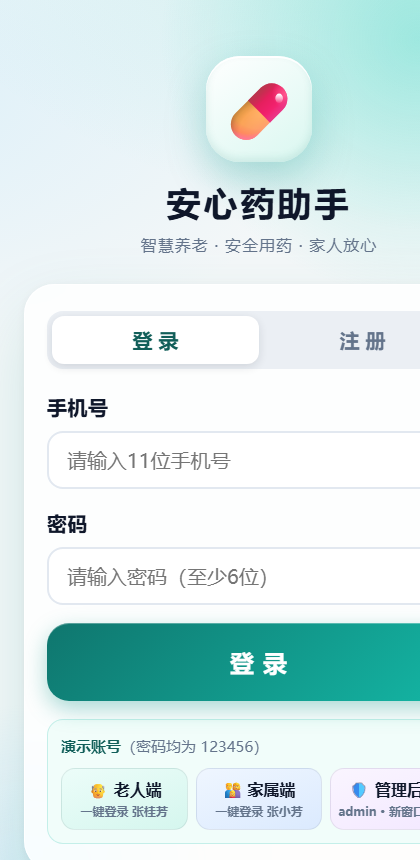 安心药助手
智慧养老 · 安全用药 · 家人放心
登 录
注 册
手机号
请输入11位手机号
密码
请输入密码（至少6位）
登 录
演示账号（密码均为 123456）
老人端
一键登录 张桂芳
家属端
一键登录 张小芳
管理后
admin · 新窗口